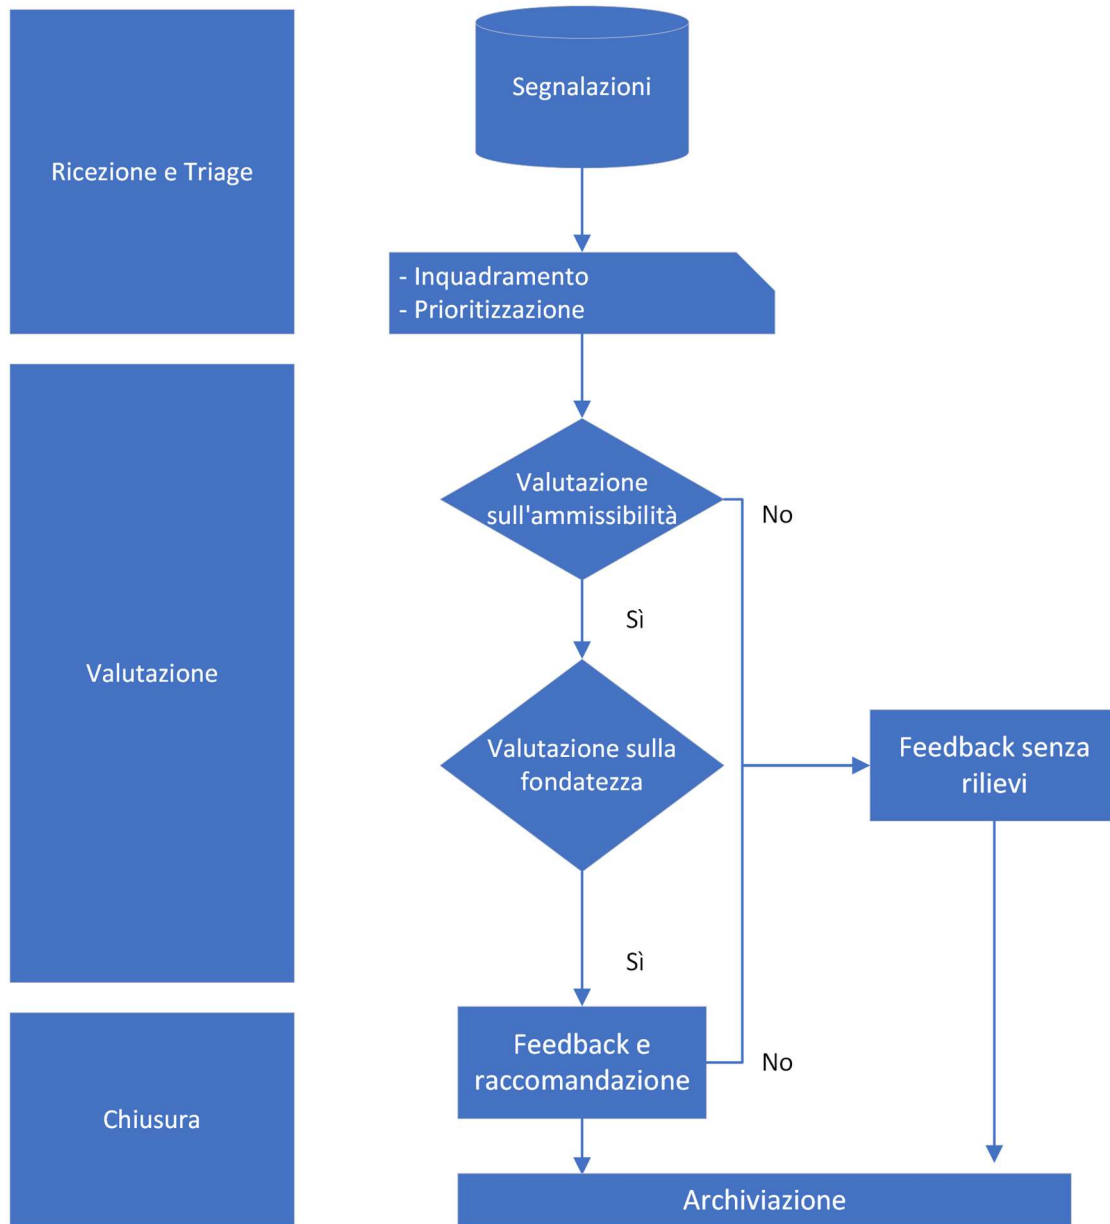 Segnalazioni
Ricezione e Triage
- Inquadramento
- Prioritizzazione
Valutazione
sull'ammissibilità
No
Sì
Valutazione
Valutazione sulla
fondatezza
Feedback senza
rilievi
Sì
Feedback e
raccomandazione
No
Chiusura
Archiviazione